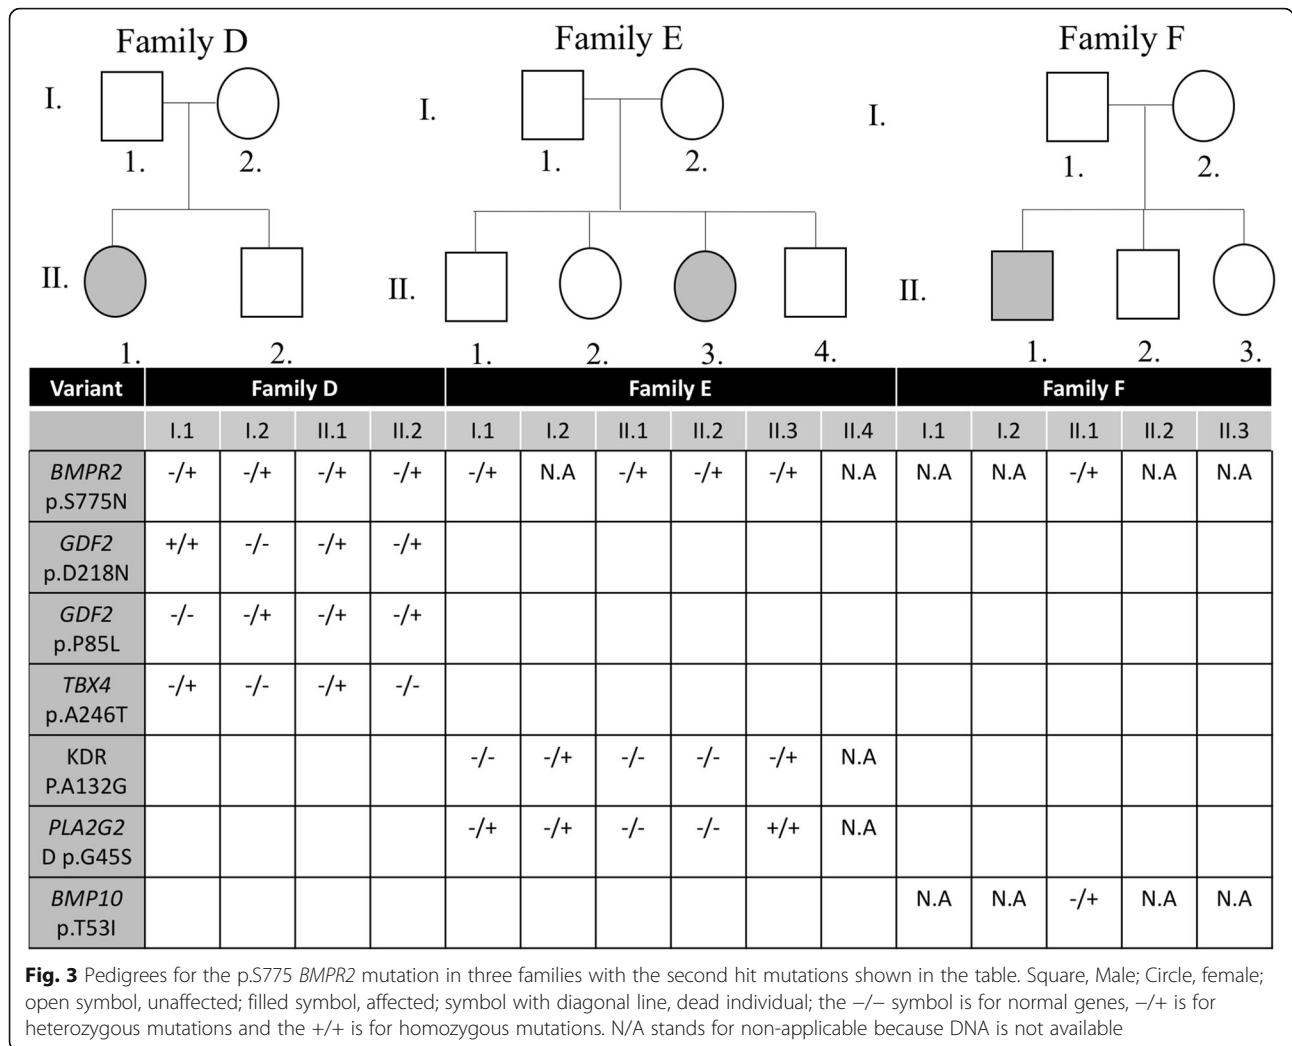 Family D Family E Family F
I. I. I.
1. 2. 1. 2. 1. 2.
II. II. II.
1. 2. 1. 2. 3. 4. 1. 2. 3.
Variant Family D Family E Family F
I.1 I.2 II.1 II.2 I.1 I.2 II.1 II.2 II.3 II.4 I.1 I.2 II.1 II.2 II.3
BMPR2 -/+ -/+ -/+ -/+ -/+ N.A -/+ -/+ -/+ N.A N.A N.A -/+ N.A N.A
p.S775N
GDF2 +/+ -/- -/+ -/+
p.D218N
GDF2 -/- -/+ -/+ -/+
p.P85L
TBX4 -/+ -/- -/+ -/-
p.A246T
KDR -/- -/+ -/- -/- -/+ N.A
P.A132G
PLA2G2 -/+ -/+ -/- -/- +/+ N.A
D p.G45S
BMP10 N.A N.A -/+ N.A N.A
p.T53I
Fig. 3 Pedigrees for the p.S775 BMPR2 mutation in three families with the second hit mutations shown in the table. Square, Male; Circle, female;
open symbol, unaffected; filled symbol, affected; symbol with diagonal line, dead individual; the −/− symbol is for normal genes, −/+ is for
heterozygous mutations and the +/+ is for homozygous mutations. N/A stands for non-applicable because DNA is not available